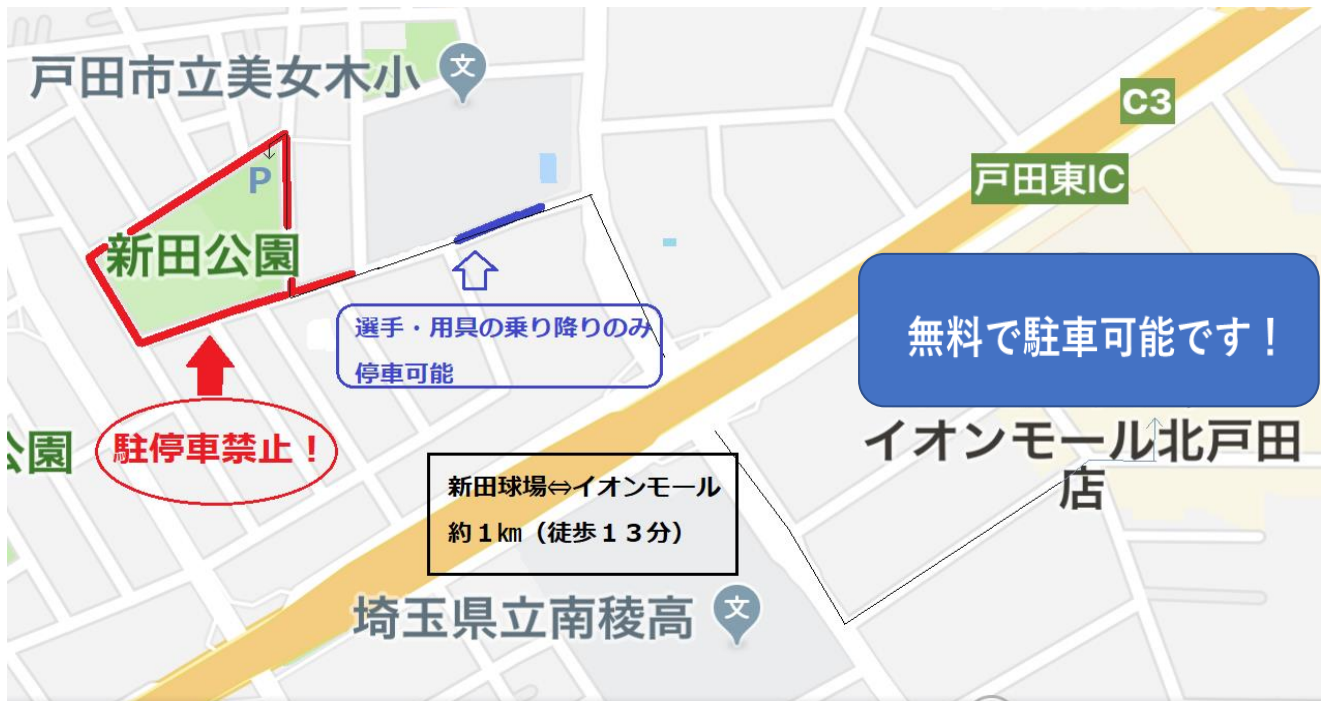 戸田市立美女木小
文
C3
戸田東IC
P
新田公園
選手・用具の乗り降りのみ
停車可能
無料で駐車可能です！
公園
駐停車禁止！
イオンモール北戸田
店
新田球場⇔イオンモール
約１㎞（徒歩１３分）
埼玉県立南稜高
文